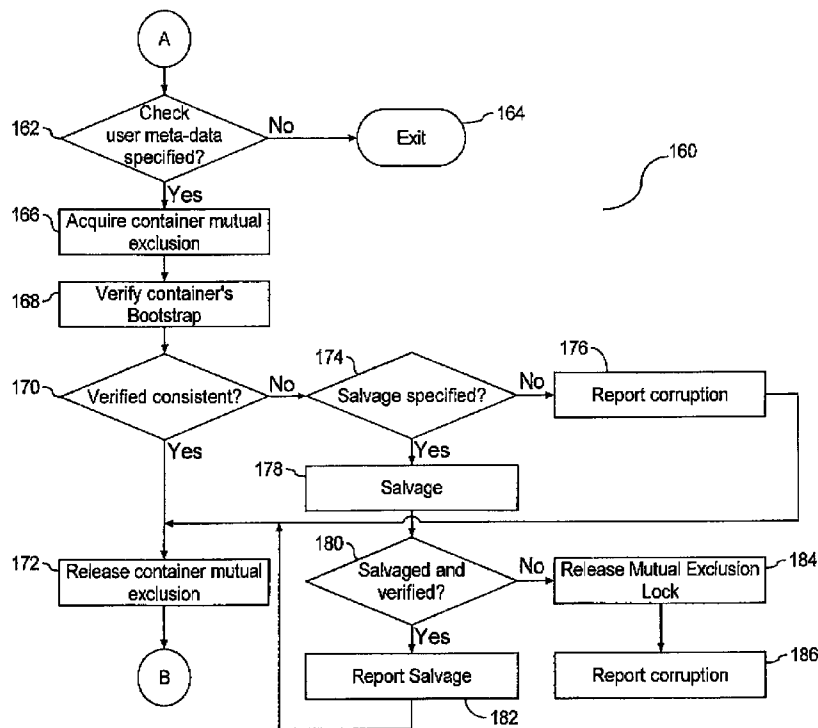 A
162
Check
user meta-data
specified?
No
Exit
164
160
Yes
166
Acquire container mutual
exclusion
168
Verify container's
Bootstrap
170
Verified consistent?
No
174
Salvage specified?
No
176
Report corruption
Yes
Yes
178
Salvage
172
Release container mutual
exclusion
180
Salvaged and
verified?
No
Release Mutual Exclusion
Lock
184
Yes
B
Report Salvage
182
Report corruption
186